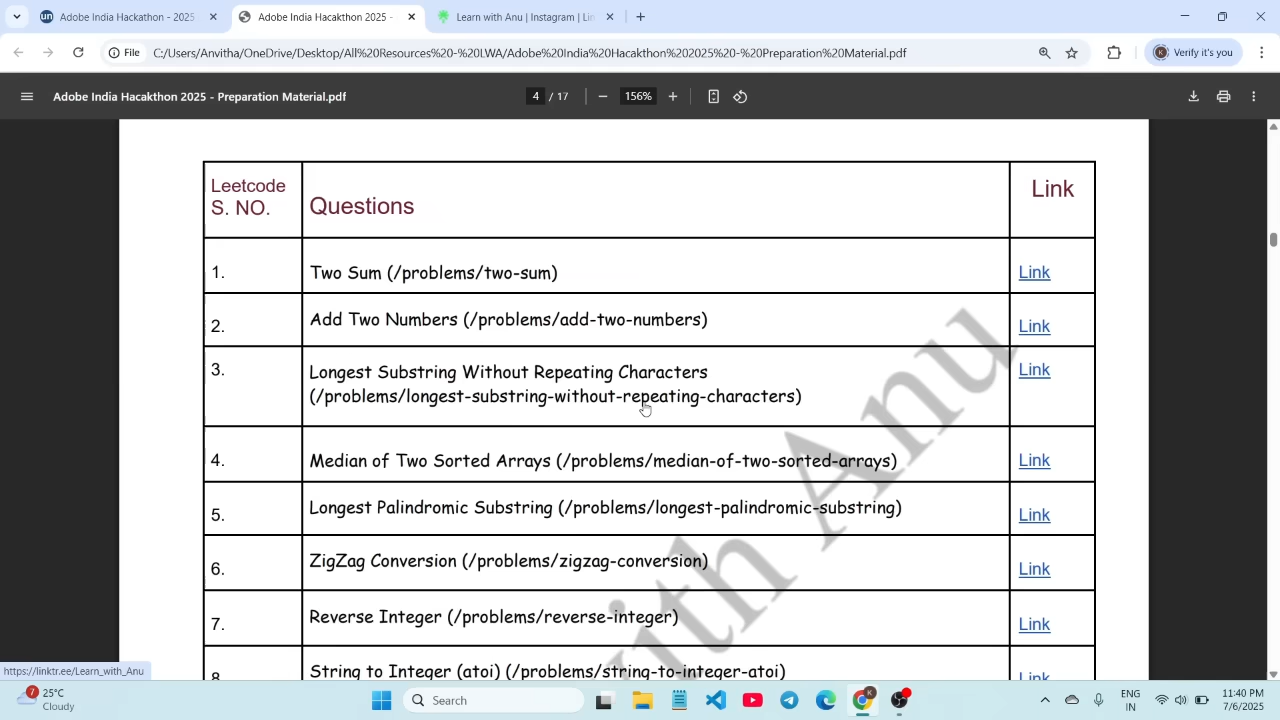 Adobe India Hackathon - 2025
Adobe India Hacakthon 2025 -
Learn with Anu | Instagram | Lin
File
C:/Users/Anvitha/OneDrive/Desktop/All%20Resources%20-%20LWA/Adobe%20India%20Hacakthon%202025%20-%20Preparation%20Material.pdf
Verify it's you
Adobe India Hacakthon 2025 - Preparation Material.pdf
4 / 17
156%
Leetcode
S. NO.
Questions
Link
1.
Two Sum (/problems/two-sum)
Link
2.
Add Two Numbers (/problems/add-two-numbers)
Link
3.
Longest Substring Without Repeating Characters
(/problems/longest-substring-without-repeating-characters)
Link
4.
Median of Two Sorted Arrays (/problems/median-of-two-sorted-arrays)
Link
5.
Longest Palindromic Substring (/problems/longest-palindromic-substring)
Link
6.
ZigZag Conversion (/problems/zigzag-conversion)
Link
7.
Reverse Integer (/problems/reverse-integer)
Link
8.
String to Integer (atoi) (/problems/string-to-integer-atoi)
Link
ith Anu
https://linktr.ee/Learn_with_Anu
7
25°C
Cloudy
Search
ENG
IN
11:40 PM
7/6/2025